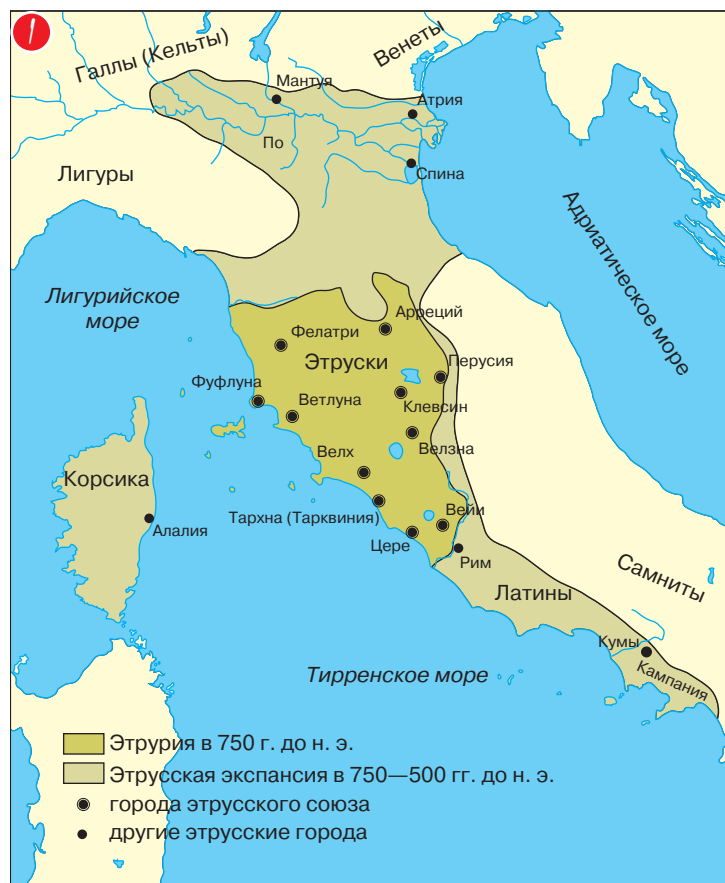 Галлы (Кельты)
Венеты
Мантуя
Атрия
По
Спина
Лигуры
Адриатическое море
Лигурийское
море
Арреций
Фелатри
Этруски
Перусия
Фуфлуна
Ветлуна
Клевсин
Велзна
Велх
Корсика
Алалия
Тархна (Тарквиния)
Вейи
Цере
Рим
Самниты
Латины
Кумы
Кампания
Тирренское море
Этрурия в 750 г. до н. э.
Этрусская экспансия в 750—500 гг. до н. э.
города этрусского союза
другие этрусские города